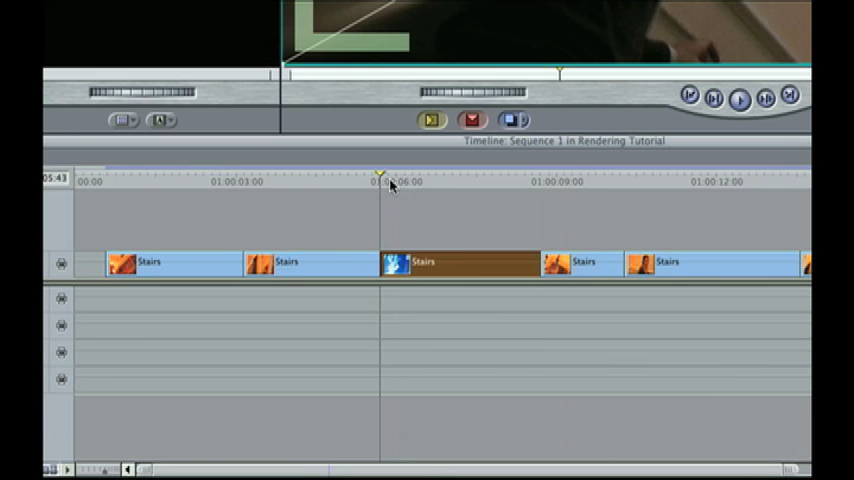 A
Timeline: Sequence 1 in Rendering Tutorial
05:43
00:00
01:00:03:00
01:00:06:00
01:00:09:00
01:00:12:00
Stairs
Stairs
Stairs
Stairs
Stairs